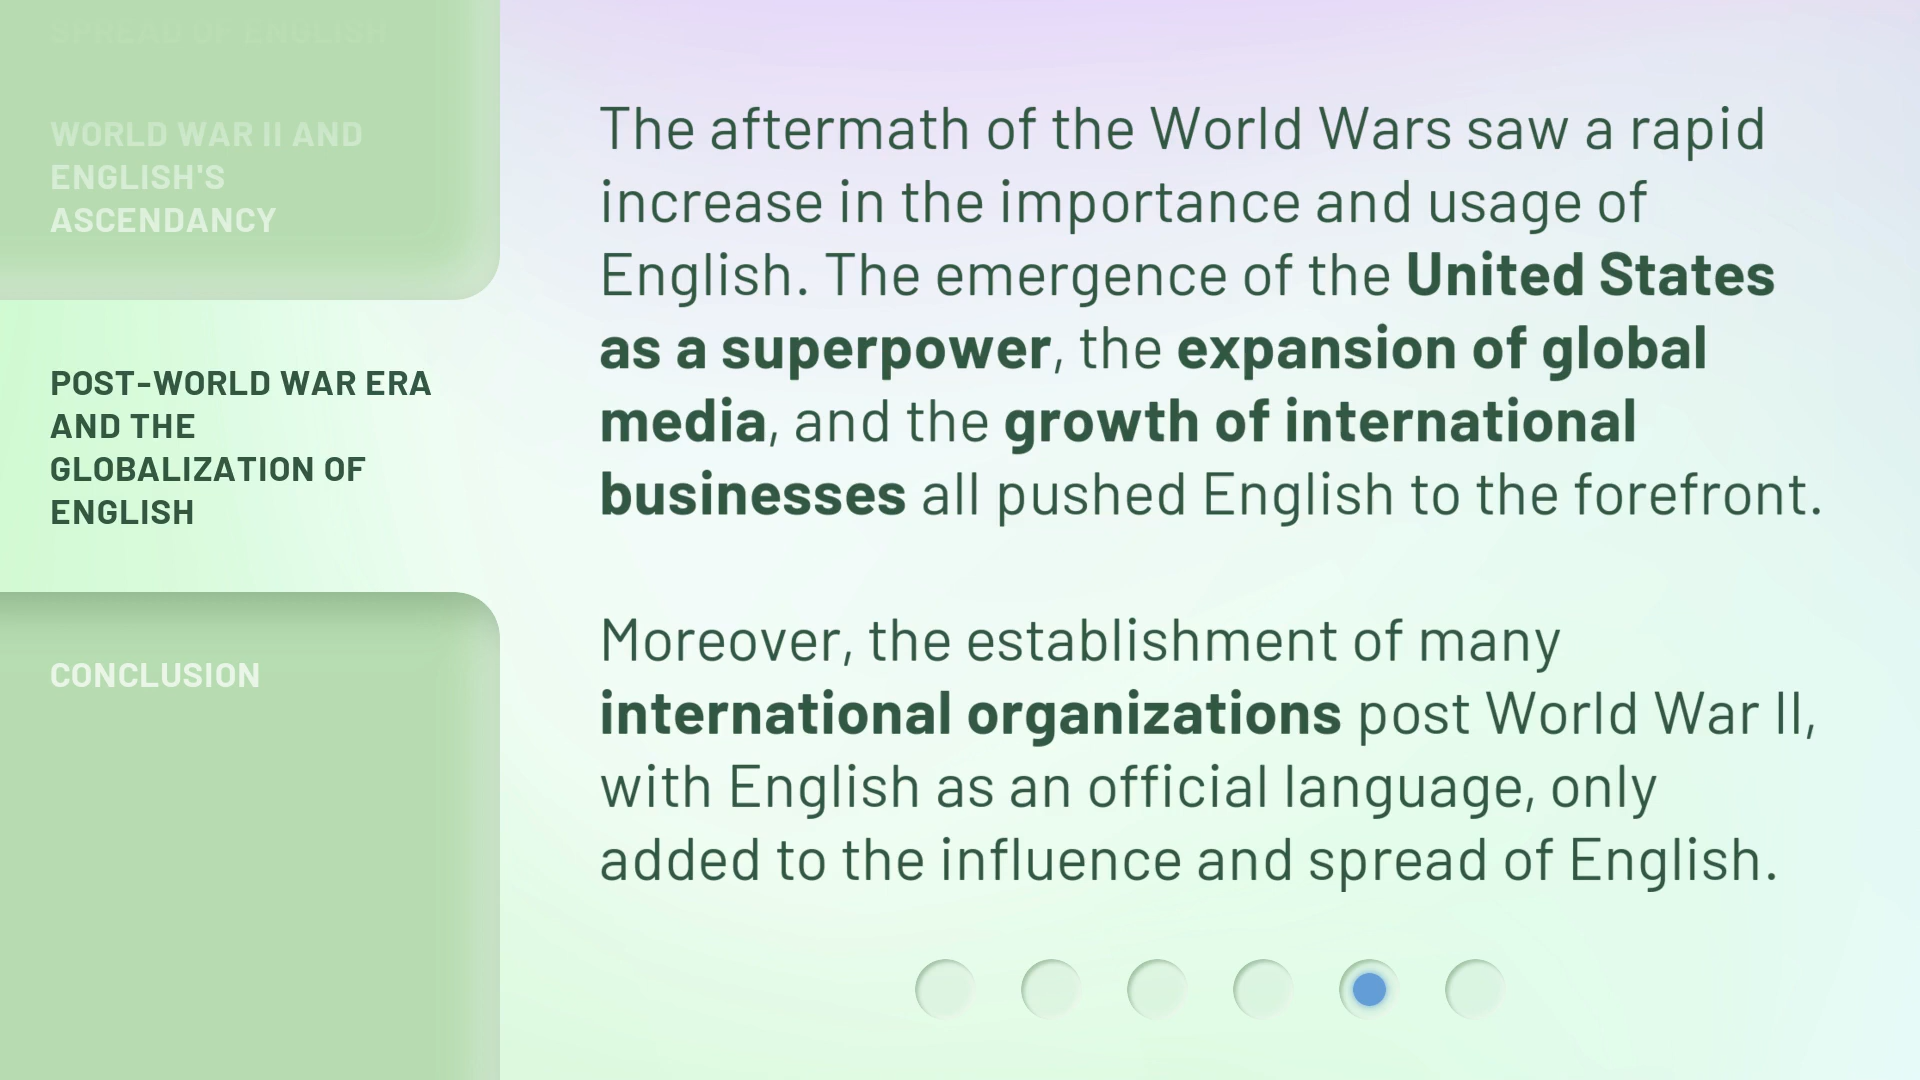 SPREAD OF ENGLISH
WORLD WAR II AND
ENGLISH'S
ASCENDANCY
POST-WORLD WAR ERA
AND THE
GLOBALIZATION OF
ENGLISH
CONCLUSION
The aftermath of the World Wars saw a rapid
increase in the importance and usage of
English. The emergence of the United States
as a superpower, the expansion of global
media, and the growth of international
businesses all pushed English to the forefront.
Moreover, the establishment of many
international organizations post World War II,
with English as an official language, only
added to the influence and spread of English.